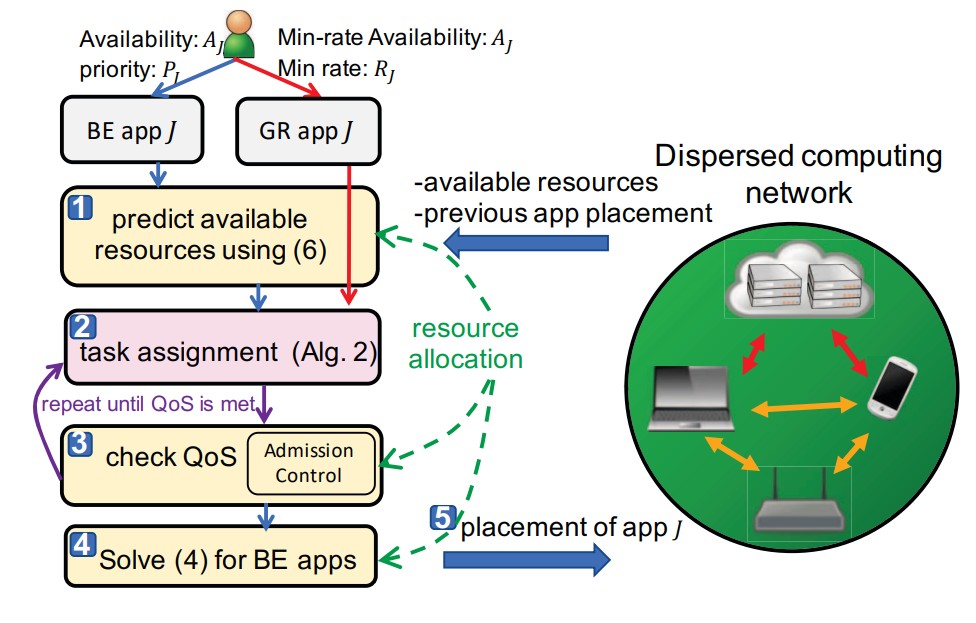 Availability: A_J
priority: P_J
Min-rate Availability: A_J
Min rate: R_J
BE app J
GR app J
1
predict available
resources using (6)
-available resources
-previous app placement
Dispersed computing
network
2
task assignment (Alg. 2)
resource
allocation
repeat until QoS is met
3
check QoS
Admission
Control
4
Solve (4) for BE apps
5
placement of app J